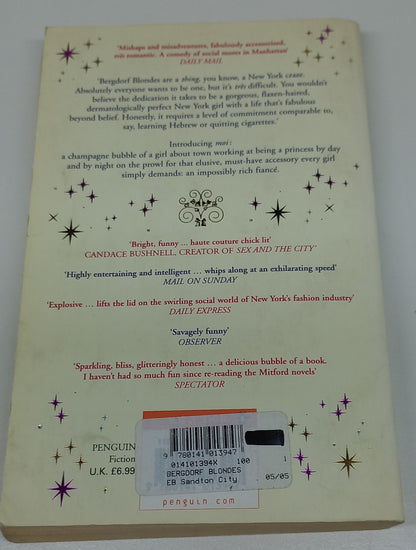 'Mishaps and misadventures, fabulously accessorized,
très romantic. A comedy of social mores in Manhattan'
DAILY MAIL
'Bergdorf Blondes are a thing, you know, a New York craze.
Absolutely everyone wants to be one, but it's très difficult. You wouldn't
believe the dedication it takes to be a gorgeous, flaxen-haired,
dermatologically perfect New York girl with a life that's fabulous
beyond belief. Honestly, it requires a level of commitment comparable to,
say, learning Hebrew or quitting cigarettes.'
Introducing moi:
a champagne bubble of a girl about town working at being a princess by day
and by night on the prowl for that elusive, must-have accessory every girl
simply demands: an impossibly rich fiancé.
'Bright, funny ... haute couture chick lit'
CANDACE BUSHNELL, CREATOR OF SEX AND THE CITY
'Highly entertaining and intelligent ... whips along at an exhilarating speed'
MAIL ON SUNDAY
'Explosive ... lifts the lid on the swirling social world of New York's fashion industry'
DAILY EXPRESS
'Savagely funny'
OBSERVER
'Sparkling, bliss, glitteringly honest ... a delicious bubble of a book.
I haven't had so much fun since re-reading the Mitford novels'
SPECTATOR
PENGUIN
Fiction
U.K. £6.99
9 780141 013947
014101394X 100 1
BERGDORF BLONDES
EB Sandton City 05/05
penguin.com